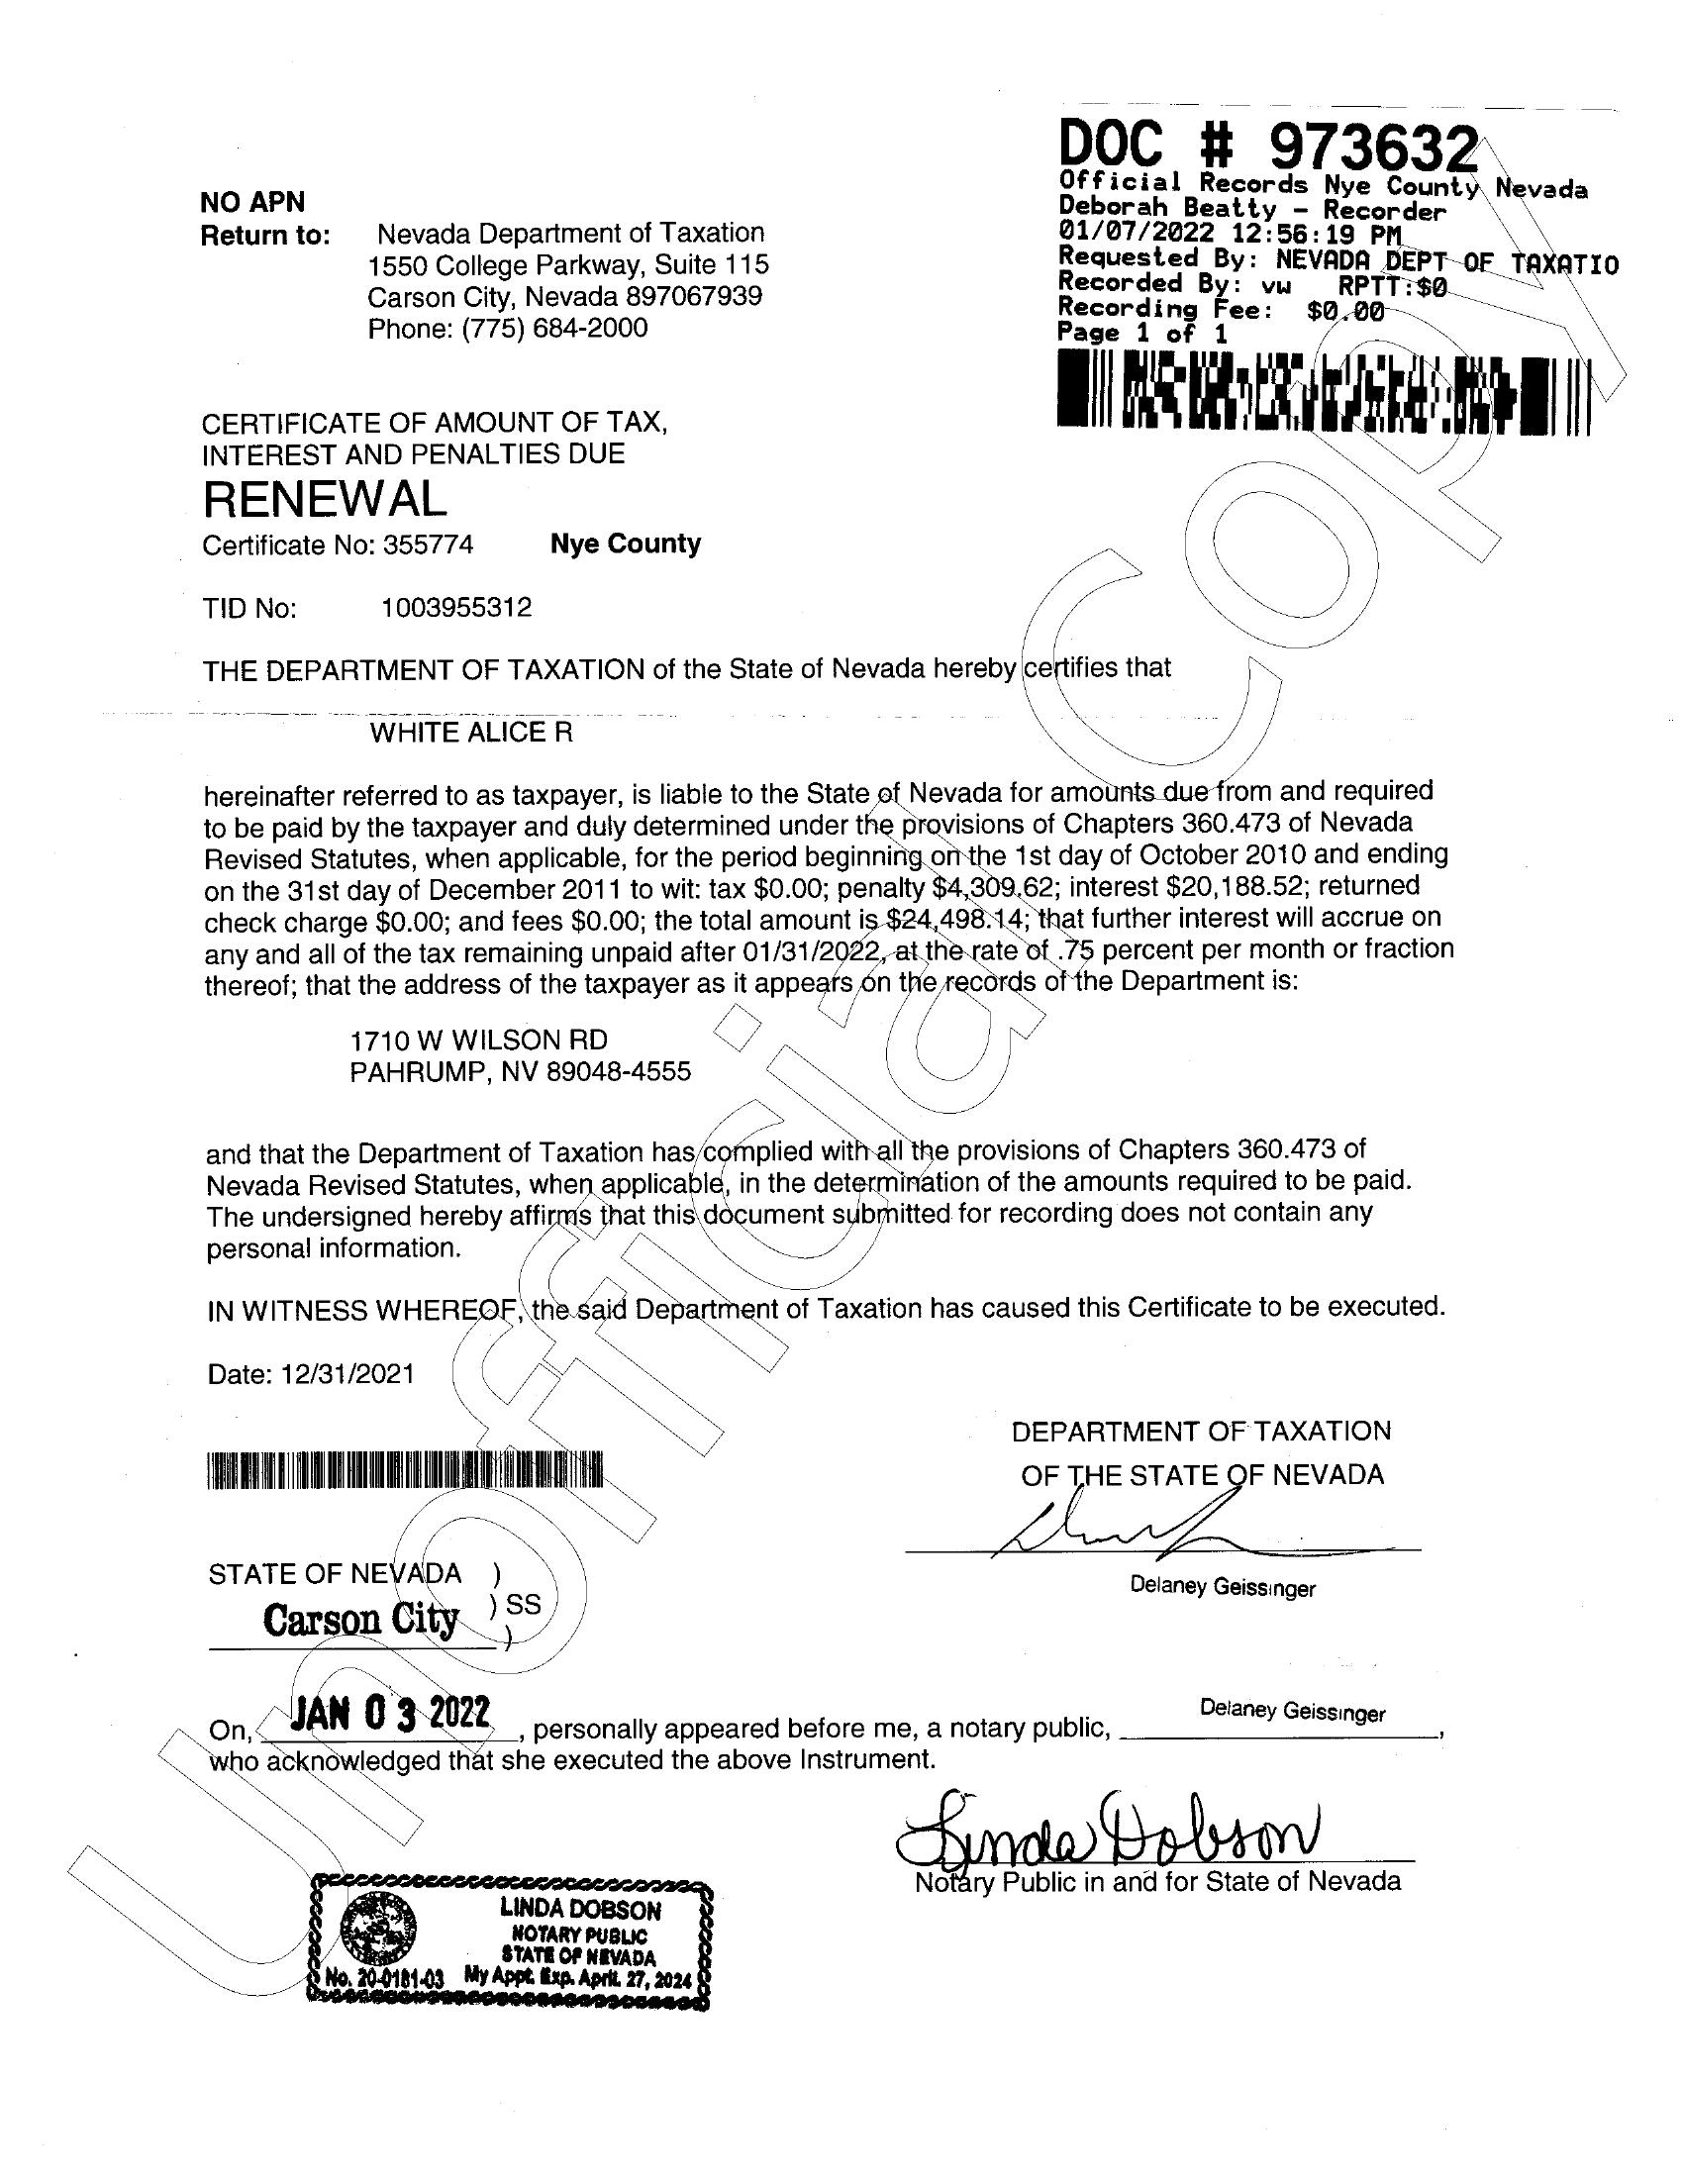 DOC # 973632
Official Records Nye County Nevada
Deborah Beatty - Recorder
01/07/2022 12:56:19 PM
Requested By: NEVADA DEPT OF TAXATIO
Recorded By: vw RPTT:$0
Recording Fee: $0.00
Page 1 of 1
NO APN
Return to: Nevada Department of Taxation
1550 College Parkway, Suite 115
Carson City, Nevada 897067939
Phone: (775) 684-2000
CERTIFICATE OF AMOUNT OF TAX,
INTEREST AND PENALTIES DUE
RENEWAL
Certificate No: 355774 Nye County
TID No: 1003955312
THE DEPARTMENT OF TAXATION of the State of Nevada hereby certifies that
WHITE ALICE R
hereinafter referred to as taxpayer, is liable to the State of Nevada for amounts due from and required
to be paid by the taxpayer and duly determined under the provisions of Chapters 360.473 of Nevada
Revised Statutes, when applicable, for the period beginning on the 1st day of October 2010 and ending
on the 31st day of December 2011 to wit: tax $0.00; penalty $4,309.62; interest $20,188.52; returned
check charge $0.00; and fees $0.00; the total amount is $24,498.14; that further interest will accrue on
any and all of the tax remaining unpaid after 01/31/2022, at the rate of .75 percent per month or fraction
thereof; that the address of the taxpayer as it appears on the records of the Department is:
1710 W WILSON RD
PAHRUMP, NV 89048-4555
and that the Department of Taxation has complied with all the provisions of Chapters 360.473 of
Nevada Revised Statutes, when applicable, in the determination of the amounts required to be paid.
The undersigned hereby affirms that this document submitted for recording does not contain any
personal information.
IN WITNESS WHEREOF, the said Department of Taxation has caused this Certificate to be executed.
Date: 12/31/2021
DEPARTMENT OF TAXATION
OF THE STATE OF NEVADA
Delaney Geissinger
STATE OF NEVADA )
Carson City ) SS
)
On, JAN 03 2022, personally appeared before me, a notary public, Delaney Geissinger,
who acknowledged that she executed the above Instrument.
Linda Dobson
Notary Public in and for State of Nevada
LINDA DOBSON
NOTARY PUBLIC
STATE OF NEVADA
No. 20-0181-03 My Appt. Exp. April 27, 2024
Unofficial Copy